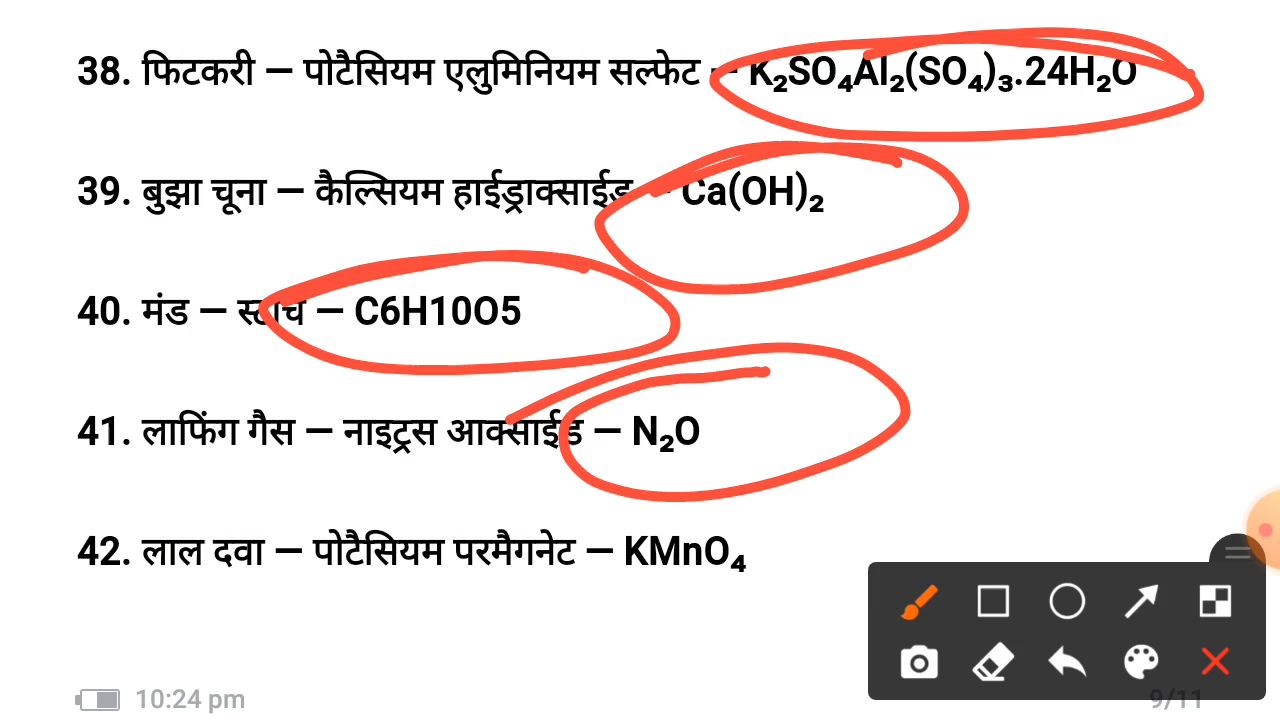 38. फिटकरी – पोटैसियम एलुमिनियम सल्फेट – K₂SO₄Al₂(SO₄)₃.24H₂O
39. बुझा चूना – कैल्सियम हाईड्राक्साईड – Ca(OH)₂
40. मंड – स्टार्च – C6H10O5
41. लाफिंग गैस – नाइट्रस आक्साईड – N₂O
42. लाल दवा – पोटैसियम परमैगनेट – KMnO₄
10:24 pm
9/11